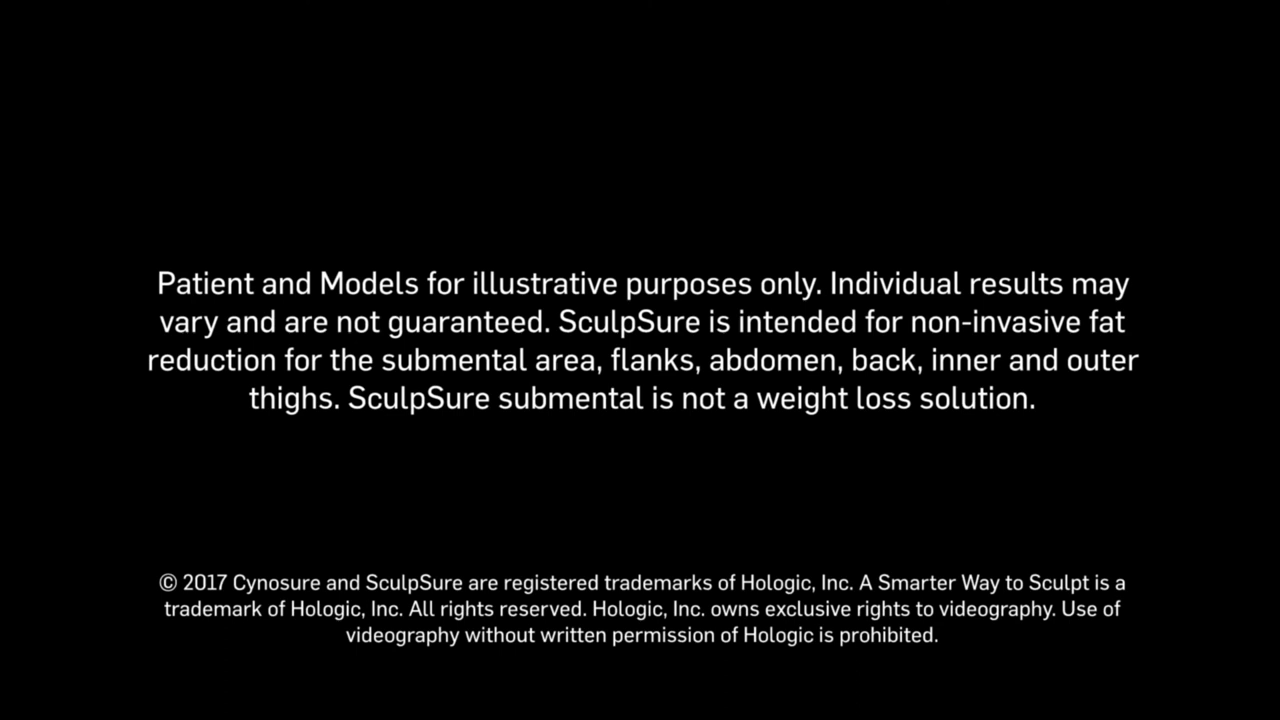 Patient and Models for illustrative purposes only. Individual results may
vary and are not guaranteed. SculpSure is intended for non-invasive fat
reduction for the submental area, flanks, abdomen, back, inner and outer
thighs. SculpSure submental is not a weight loss solution.
© 2017 Cynosure and SculpSure are registered trademarks of Hologic, Inc. A Smarter Way to Sculpt is a
trademark of Hologic, Inc. All rights reserved. Hologic, Inc. owns exclusive rights to videography. Use of
videography without written permission of Hologic is prohibited.